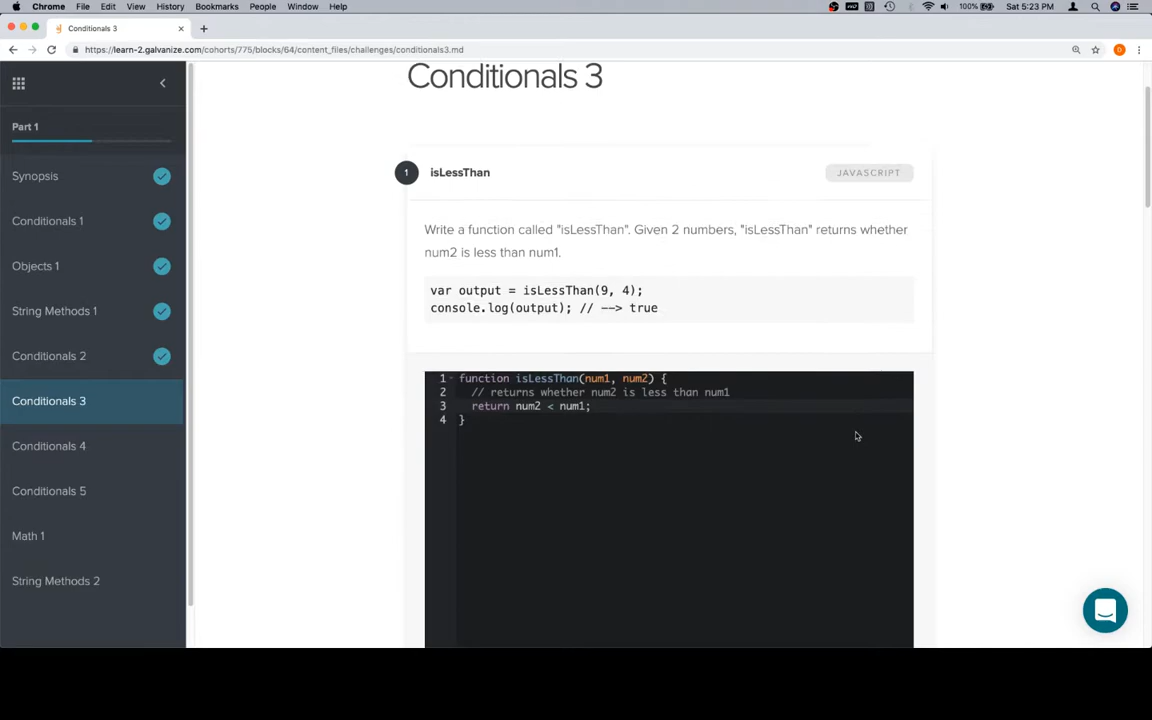 Chrome File Edit View History Bookmarks People Window Help 100% Sat 5:23 PM
Conditionals 3
https://learn-2.galvanize.com/cohorts/775/blocks/64/content_files/challenges/conditionals3.md
Part 1
Synopsis
Conditionals 1
Objects 1
String Methods 1
Conditionals 2
Conditionals 3
Conditionals 4
Conditionals 5
Math 1
String Methods 2
Conditionals 3
1 isLessThan JAVASCRIPT
Write a function called "isLessThan". Given 2 numbers, "isLessThan" returns whether
num2 is less than num1.
var output = isLessThan(9, 4);
console.log(output); // --> true
1 function isLessThan(num1, num2) {
2 // returns whether num2 is less than num1
3 return num2 < num1;
4 }